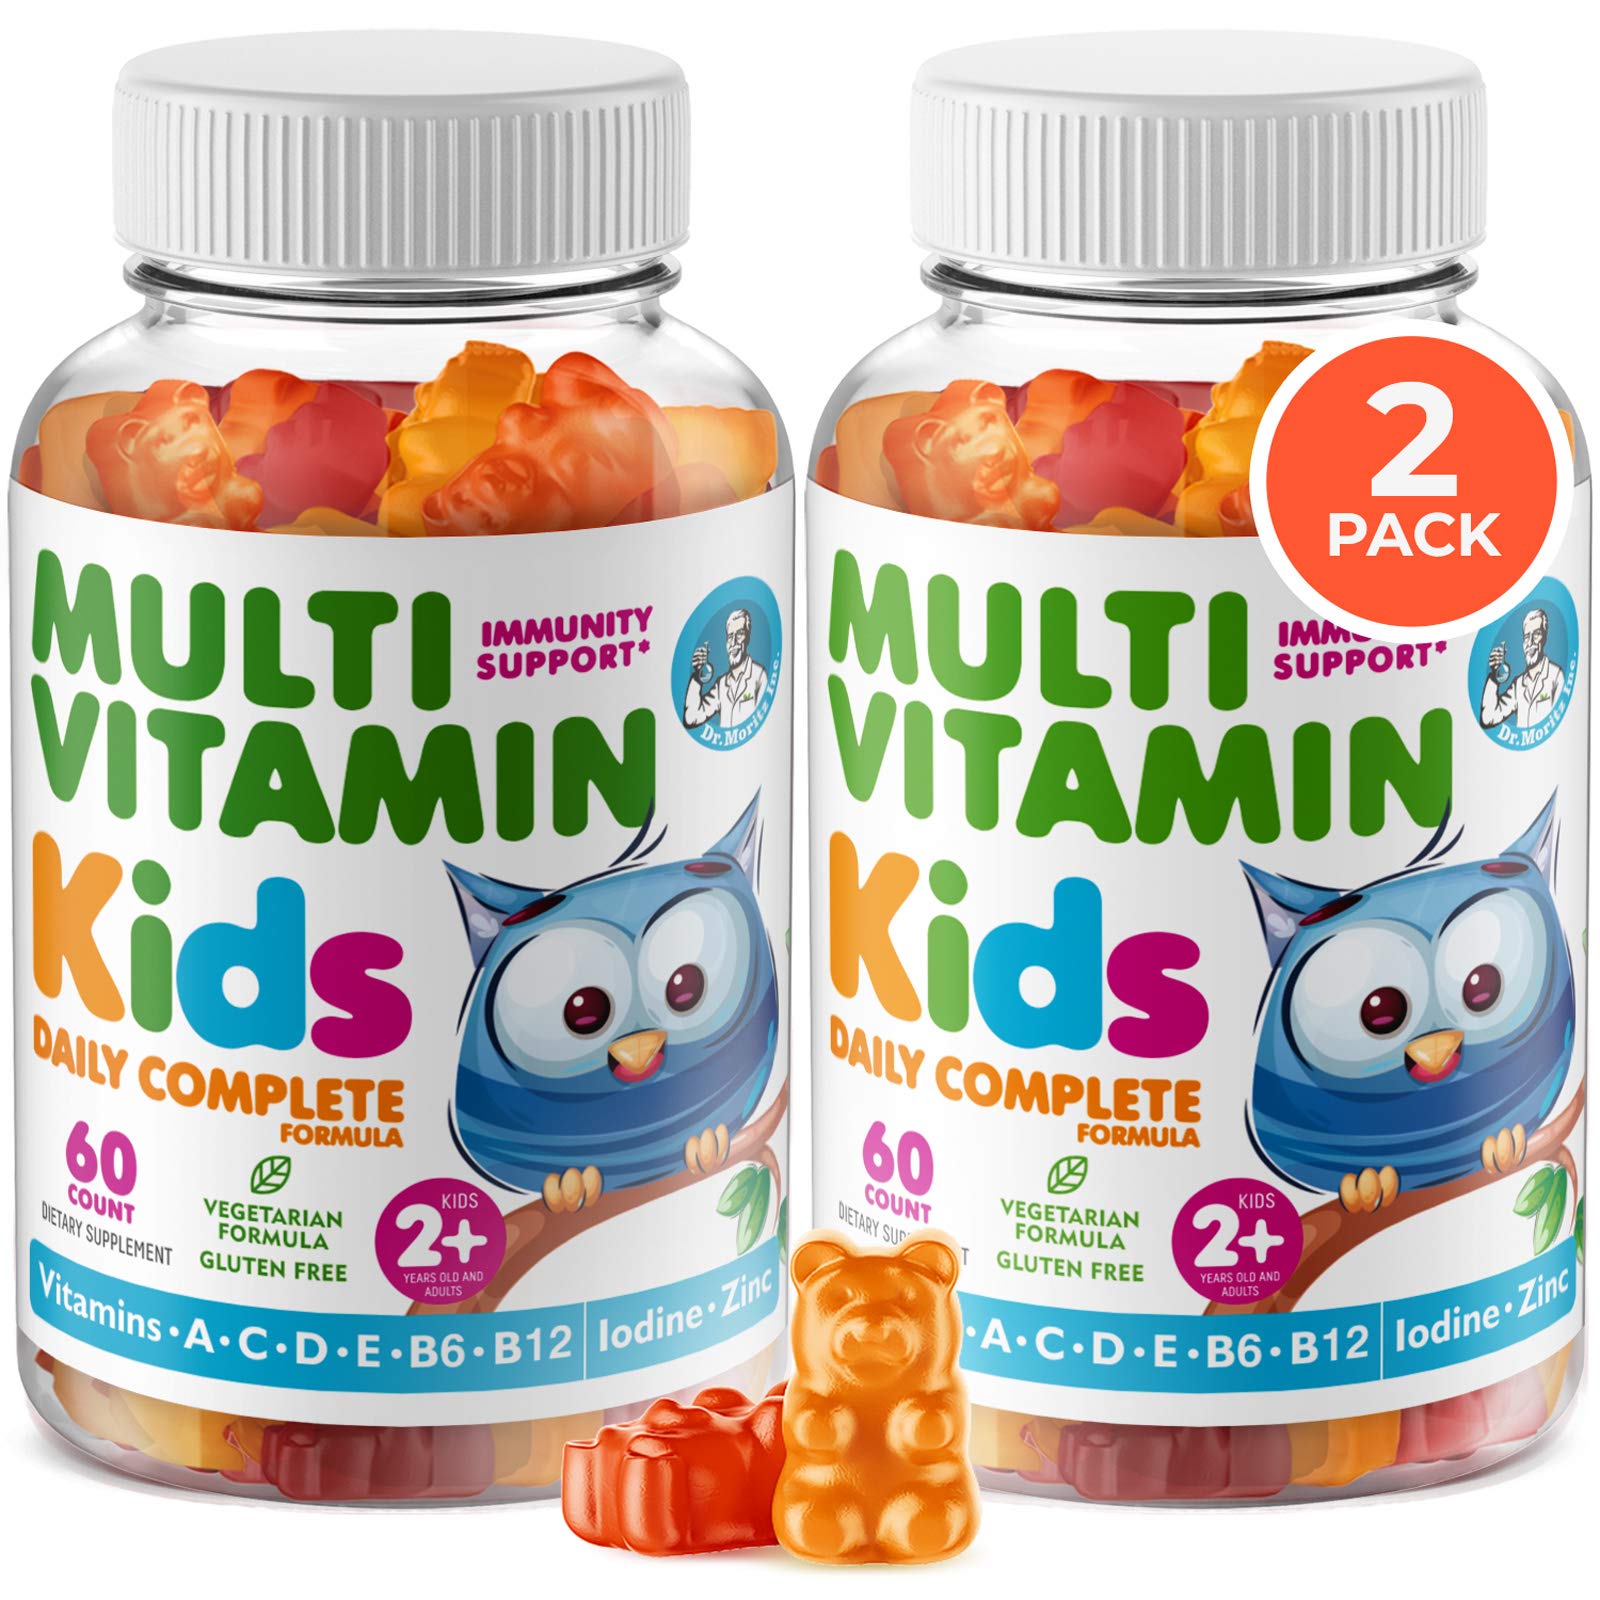 MULTI
VITAMIN
IMMUNITY
SUPPORT*
Dr. Moritz Inc.
Kids
DAILY COMPLETE
FORMULA
60
COUNT
DIETARY SUPPLEMENT
VEGETARIAN
FORMULA
GLUTEN FREE
KIDS
2+
YEARS OLD AND
ADULTS
Vitamins • A • C • D • E • B6 • B12 | Iodine • Zinc
2
PACK
MULTI
VITAMIN
SUPPORT*
Dr. Moritz Inc.
Kids
DAILY COMPLETE
FORMULA
60
COUNT
DIETARY
VEGETARIAN
FORMULA
GLUTEN FREE
KIDS
2+
YEARS OLD AND
ADULTS
• A • C • D • E • B6 • B12 | Iodine • Zinc